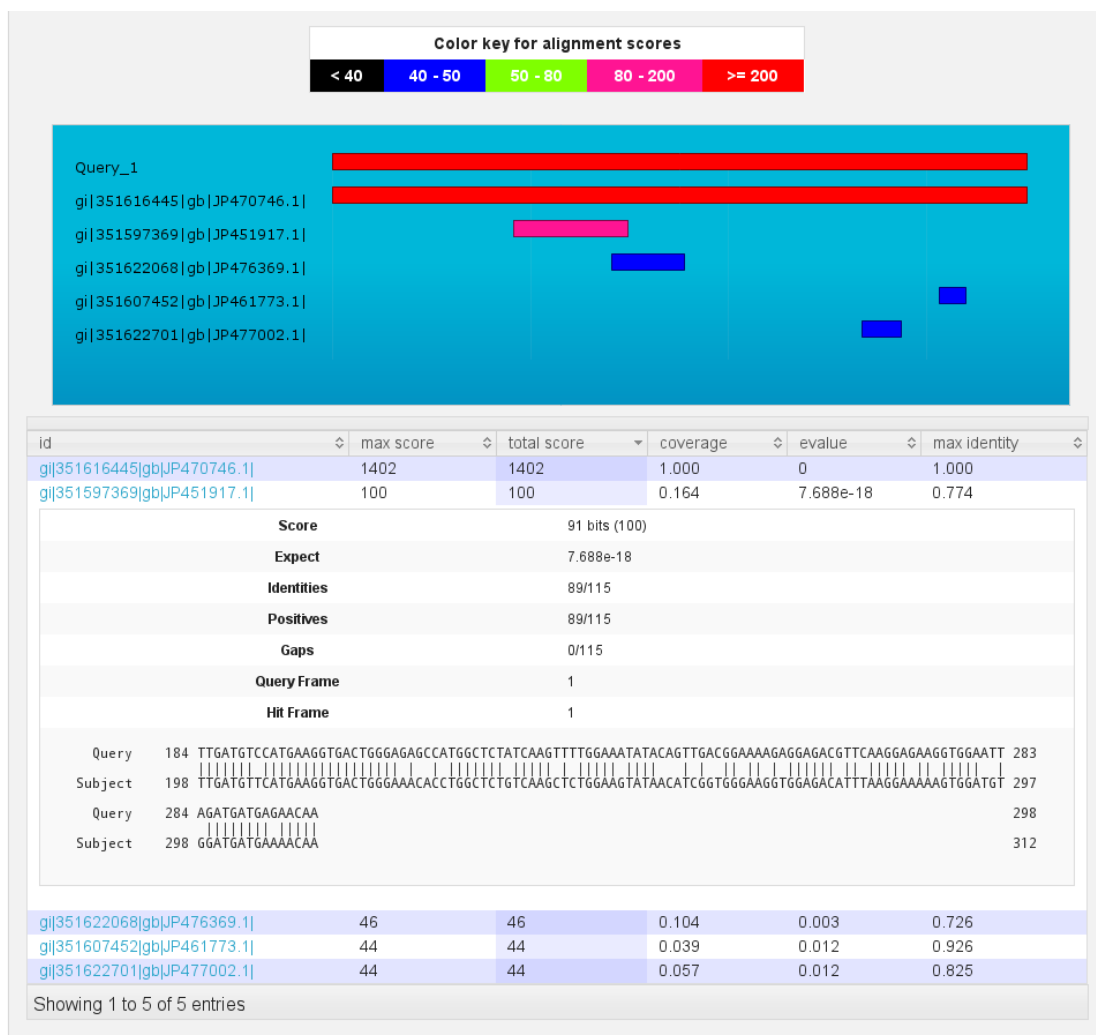 Color key for alignment scores
< 40 40 - 50 50 - 80 80 - 200 >= 200
Query_1
gi|351616445|gb|JP470746.1|
gi|351597369|gb|JP451917.1|
gi|351622068|gb|JP476369.1|
gi|351607452|gb|JP461773.1|
gi|351622701|gb|JP477002.1|
id max score total score coverage evalue max identity
gi|351616445|gb|JP470746.1| 1402 1402 1.000 0 1.000
gi|351597369|gb|JP451917.1| 100 100 0.164 7.688e-18 0.774
Score 91 bits (100)
Expect 7.688e-18
Identities 89/115
Positives 89/115
Gaps 0/115
Query Frame 1
Hit Frame 1
Query 184 TTGATGTCCATGAAGGTGACTGGGAGAGCCATGGCTCTATCAAGTTTTGGAAATATACAGTTGACGGAAAAGAGGAGACGTTCAAGGAGAAGGTGGAATT 283
Subject 198 TTGATGTTCATGAAGGTGACTGGGAAACACCTGGCTCTGTCAAGCTCTGGAAGTATAACATCGGTGGGAAGGTGGAGACATTTAAGGAAAAAGTGGATGT 297
Query 284 AGATGATGAGAACAA 298
Subject 298 GGATGATGAAAACAA 312
gi|351622068|gb|JP476369.1| 46 46 0.104 0.003 0.726
gi|351607452|gb|JP461773.1| 44 44 0.039 0.012 0.926
gi|351622701|gb|JP477002.1| 44 44 0.057 0.012 0.825
Showing 1 to 5 of 5 entries